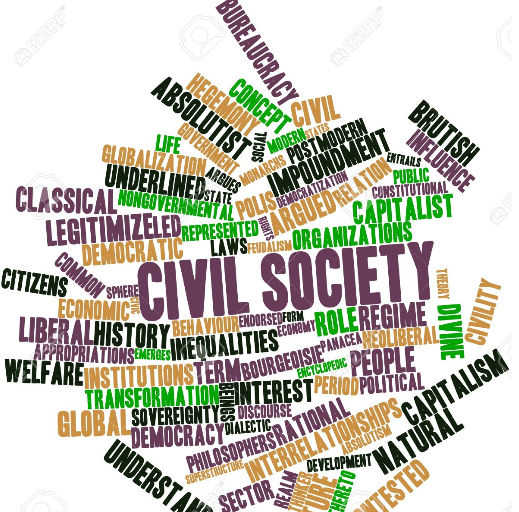 BUREAUCRACY
HEGEMONY
CONCEPT
CIVIL
ABSOLUTIST
GOVERNMENT
SOCIAL
MODERN
STATES
POSTMODERN
BRUTISH
INFLUENCE
LIFE
GLOBALIZATION
ARGUES
MONARCHS
IMPOUNDMENT
ENTRAILS
UNDERLINED
STATE
DEMOCRATIZATION
RELATION
PUBLIC
CONSTITUTIONAL
CLASSICAL
NONGOVERNMENTAL
POLIS
ARGUED
CAPITALIST
LEGITIMIZE
LED
REPRESENTED
RIGHTS
ORGANIZATIONS
DEMOCRATIC
LAWS
FEUDALISM
COMMON
CIVIL SOCIETY
CITIZENS
SPHERE
THEORY
CIVILITY
ECONOMIC
LIBERAL
HISTORY
BEHAVIOUR
ENDORSED
FORM
ROLE
REGIME
DIVINE
APPROPRIATIONS
EMERGES
INEQUALITIES
ECONOMY
PANACEA
NEOLIBERAL
WELFARE
INSTITUTIONS
TERM
BOURGEOISIE
ENCYCLOPEDIC
PEOPLE
TRANSFORMATION
BEINGS
INTEREST
PERIOD
POLITICAL
CAPITALISM
GLOBAL
SOVEREIGNTY
DISCOURSE
DEMOCRACY
DIALECTIC
RATIONAL
PHILOSOPHERS
INTERRELATIONSHIPS
ABSOLUTISM
NATURAL
SUPERSTRUCTURE
DEVELOPMENT
UNDERSTAND
SECTOR
REALM
HERETO
CONTESTED
123RF